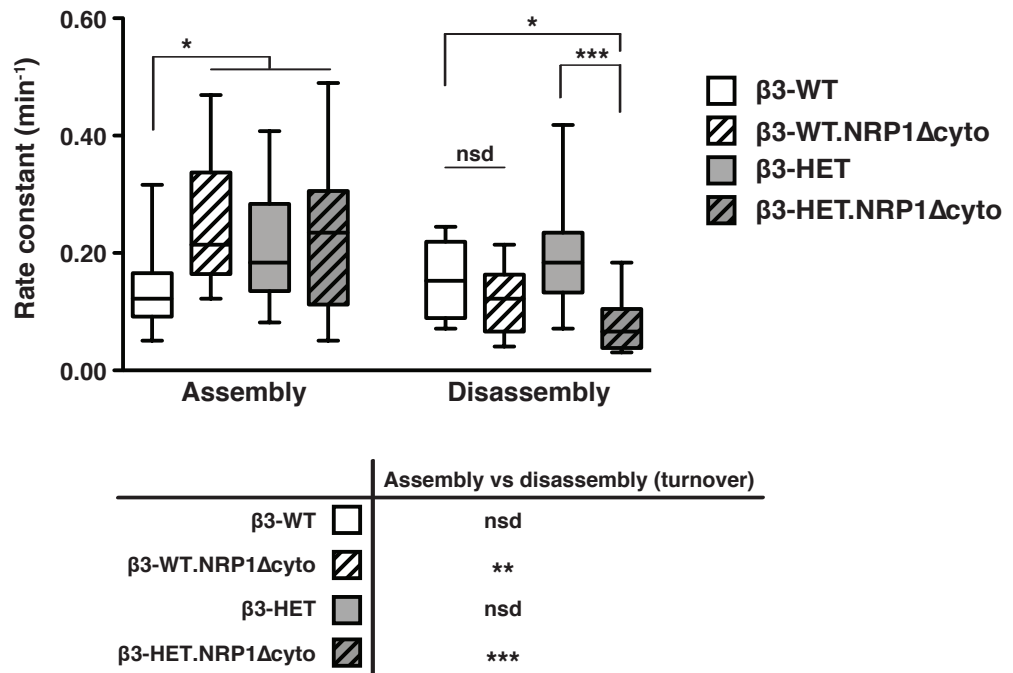 0.60
0.40
0.20
0.00
Rate constant (min⁻¹)
*
*
***
nsd
Assembly
Disassembly
β3-WT
β3-WT.NRP1Δcyto
β3-HET
β3-HET.NRP1Δcyto
Assembly vs disassembly (turnover)
β3-WT nsd
β3-WT.NRP1Δcyto **
β3-HET nsd
β3-HET.NRP1Δcyto ***